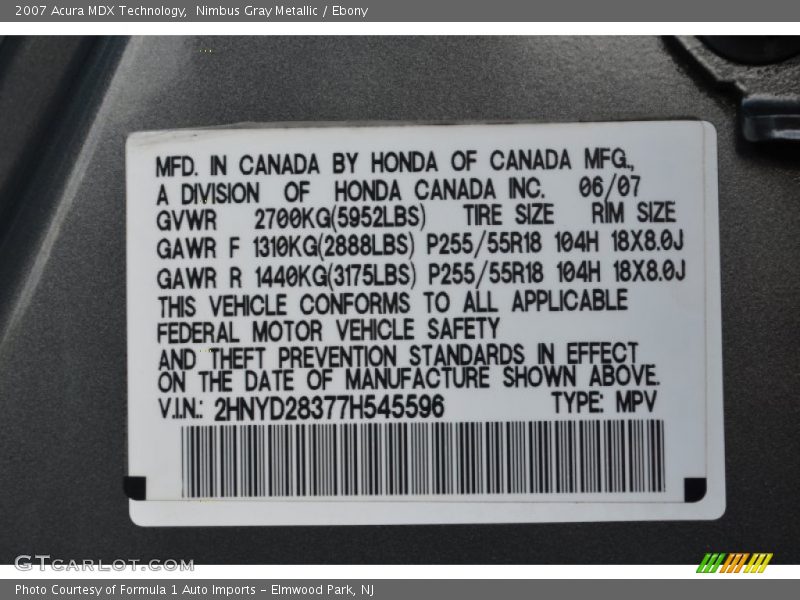 2007 Acura MDX Technology,  Nimbus Gray Metallic / Ebony
MFD. IN CANADA BY HONDA OF CANADA MFG.,
A DIVISION OF HONDA CANADA INC. 06/07
GVWR 2700KG(5952LBS) TIRE SIZE RIM SIZE
GAWR F 1310KG(2888LBS) P255/55R18 104H 18X8.0J
GAWR R 1440KG(3175LBS) P255/55R18 104H 18X8.0J
THIS VEHICLE CONFORMS TO ALL APPLICABLE
FEDERAL MOTOR VEHICLE SAFETY
AND THEFT PREVENTION STANDARDS IN EFFECT
ON THE DATE OF MANUFACTURE SHOWN ABOVE.
V.I.N.: 2HNYD28377H545596 TYPE: MPV
GTCARLOT.COM
Photo Courtesy of Formula 1 Auto Imports - Elmwood Park, NJ